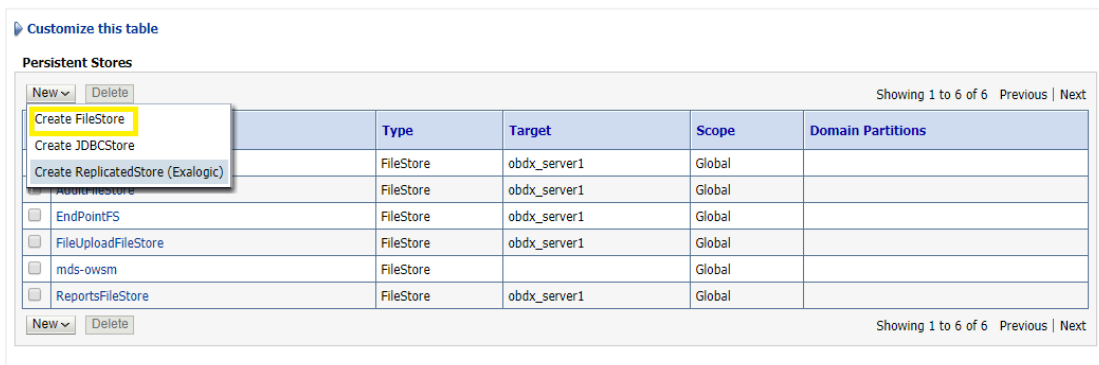 Customize this table
Persistent Stores
New Delete Showing 1 to 6 of 6 Previous | Next
Create FileStore
Create JDBCStore
Create ReplicatedStore (Exalogic)
Type Target Scope Domain Partitions
FileStore obdx_server1 Global
AuditFileStore FileStore obdx_server1 Global
EndPointFS FileStore obdx_server1 Global
FileUploadFileStore FileStore obdx_server1 Global
mds-owsm FileStore Global
ReportsFileStore FileStore obdx_server1 Global
New Delete Showing 1 to 6 of 6 Previous | Next